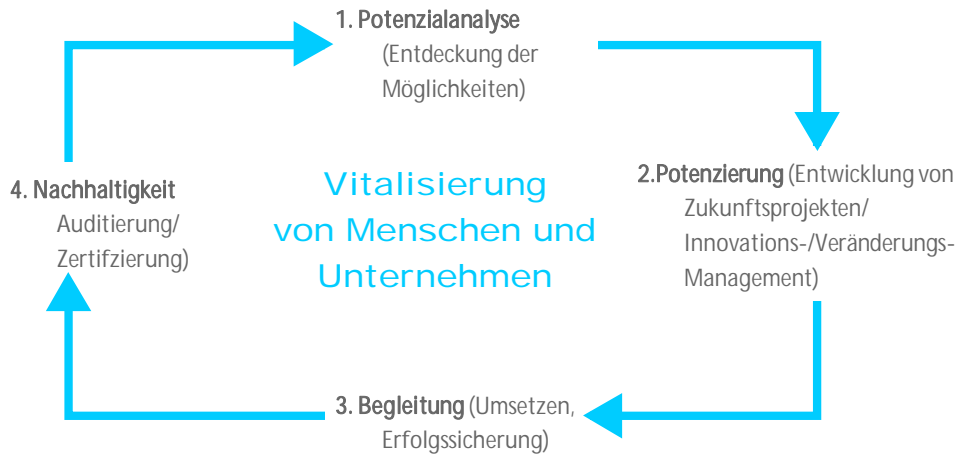 1. Potenzialanalyse
(Entdeckung der
Möglichkeiten)
2.Potenzierung (Entwicklung von
Zukunftsprojekten/
Innovations-/Veränderungs-
Management)
3. Begleitung (Umsetzen,
Erfolgssicherung)
4. Nachhaltigkeit
Auditierung/
Zertifzierung)
Vitalisierung
von Menschen und
Unternehmen